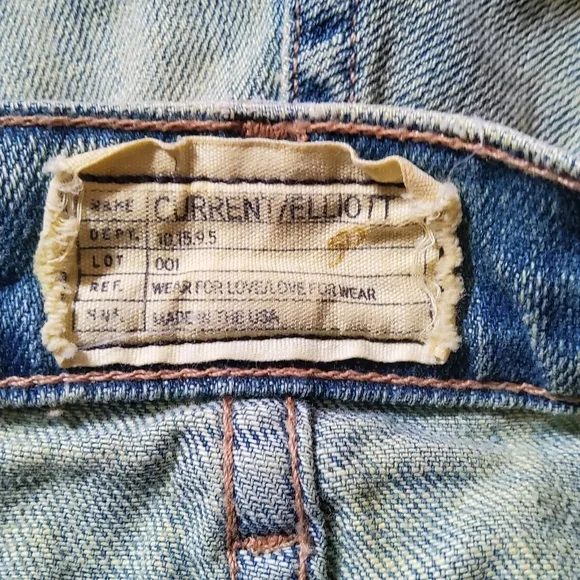 NAME CURRENT/ELLIOTT
DEPT. 10.15.95
LOT 001
REF. WEAR FOR LOVE/LOVE FOR WEAR
MADE IN THE USA